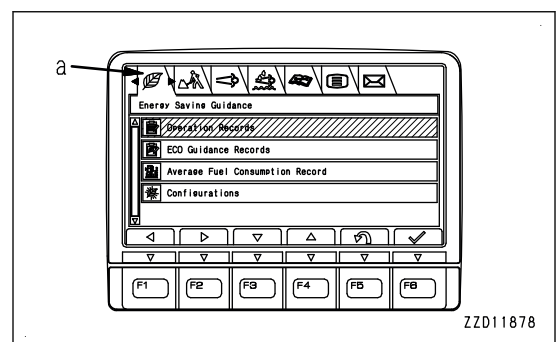 a
Energy Saving Guidance
Operation Records
ECO Guidance Records
Average Fuel Consumption Record
Configurations
F1 F2 F3 F4 F5 F6
ZZD11878